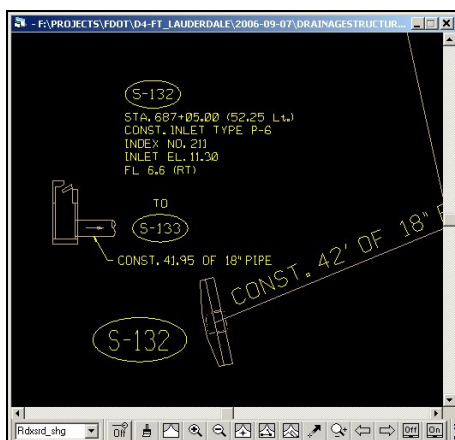 - F:\PROJECTS\FDOT\D4-FT_LAUDERDALE\2006-09-07\DRAINAGESTRUCTUR...
S-132
STA. 687+05.00 (52.25 Lt.)
CONST. INLET TYPE P-6
INDEX NO. 211
INLET EL. 11.30
FL 6.6 (RT)
TO
S-133
CONST. 41.95 OF 18" PIPE
CONST. 42' OF 18"
S-132
Rdxsrd_shg
Off
Off
On